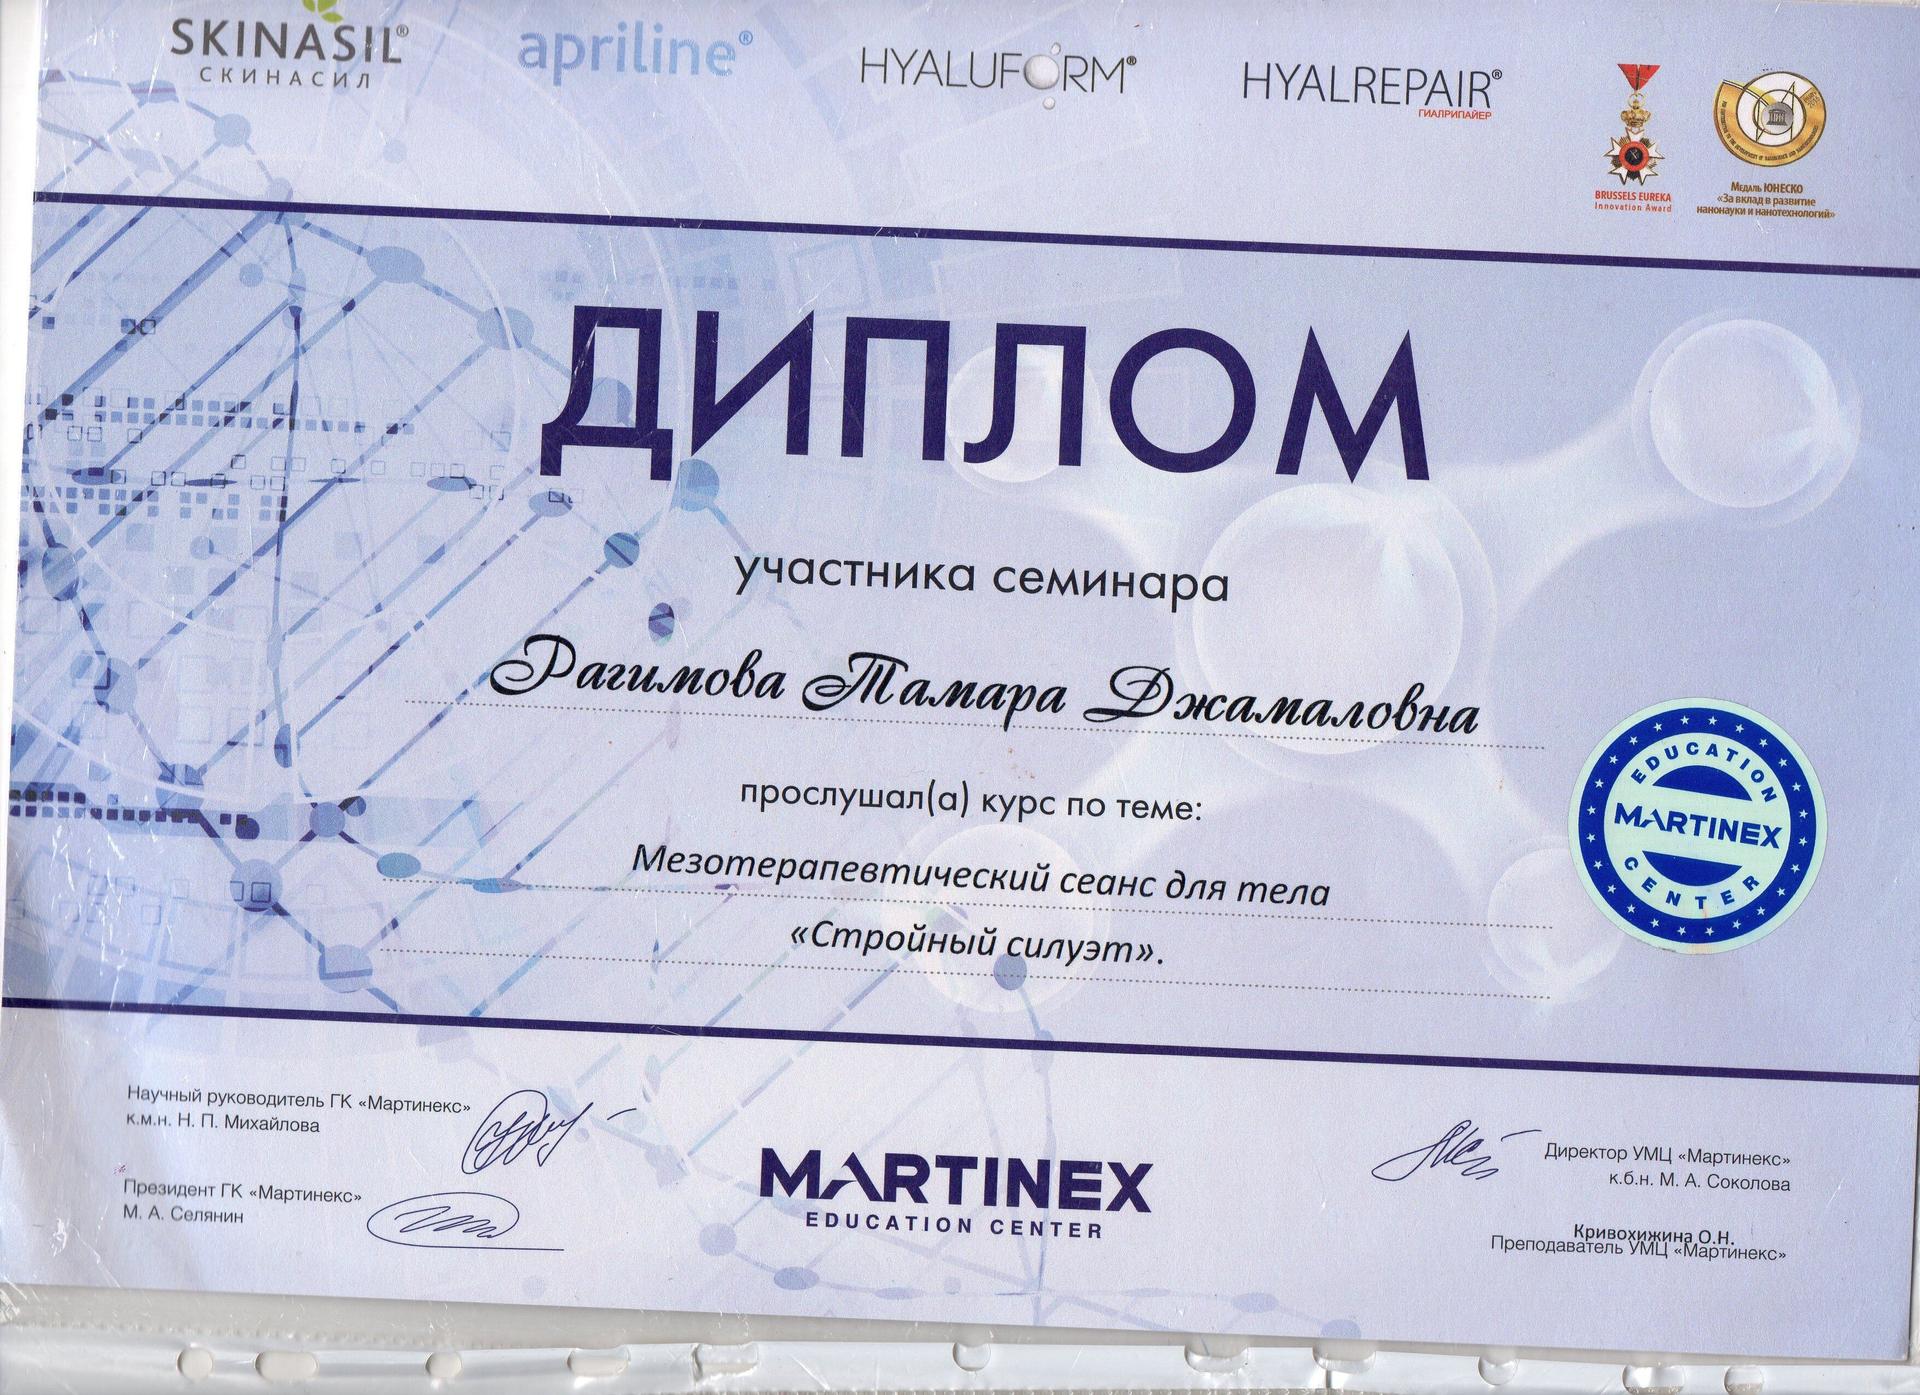 SKINASIL®
СКИНАСИЛ
apriline®
HYALUFORM®
HYALREPAIR®
ГИАЛРИПАЙЕР
BRUSSELS EUREKA
Innovation Award
Медаль ЮНЕСКО
«За вклад в развитие
нанонауки и нанотехнологий»
ДИПЛОМ
участника семинара
Рагимова Тамара Джамаловна
прослушал(а) курс по теме:
Мезотерапевтический сеанс для тела
«Стройный силуэт».
EDUCATION
MARTINEX
CENTER
Научный руководитель ГК «Мартинекс»
к.м.н. Н. П. Михайлова
Президент ГК «Мартинекс»
М. А. Селянин
MARTINEX
EDUCATION CENTER
Директор УМЦ «Мартинекс»
к.б.н. М. А. Соколова
Кривохижина О.Н.
Преподаватель УМЦ «Мартинекс»